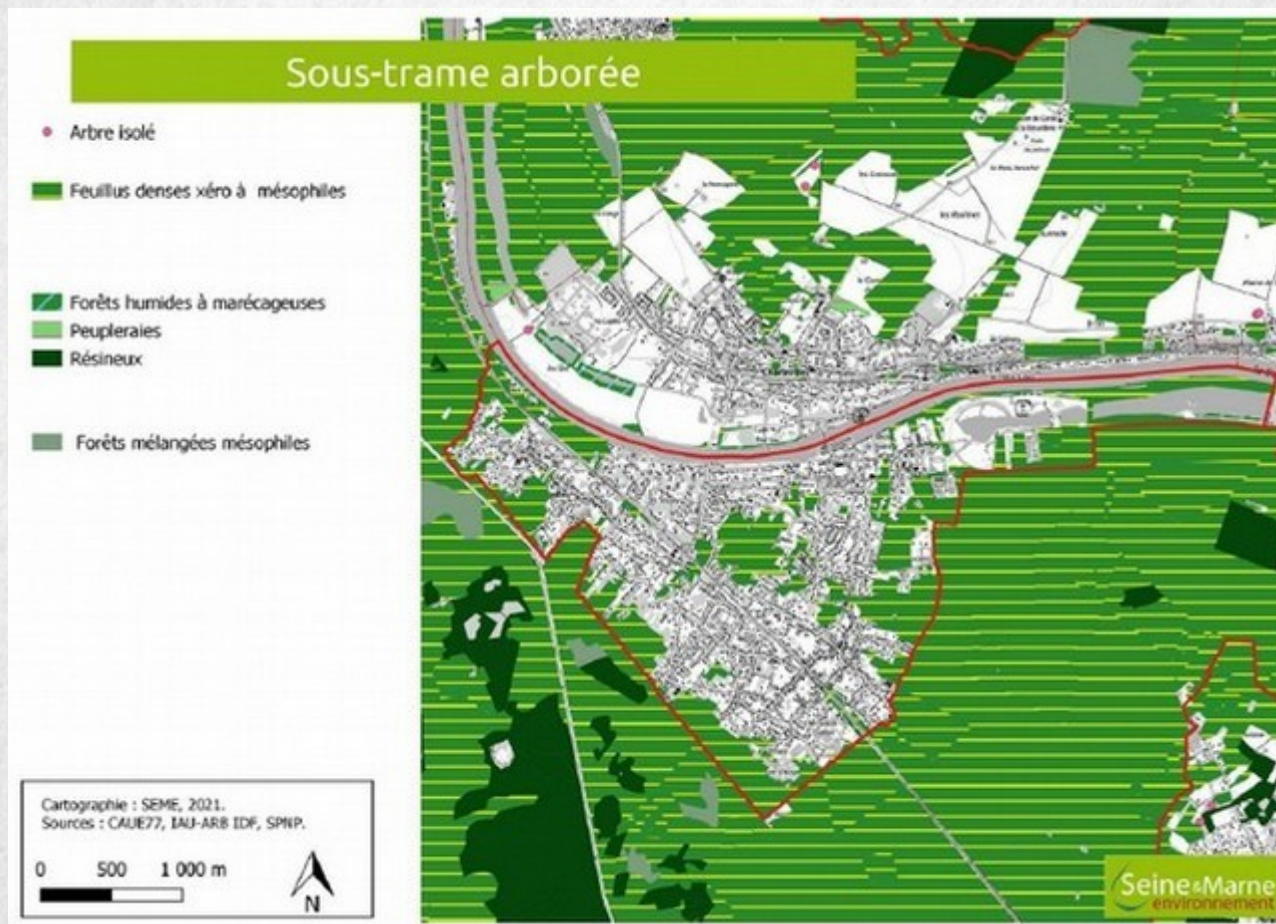 Sous-trame arborée
Arbre isolé
Feuillus denses xéro à mésophiles
Forêts humides à marécageuses
Peupleraies
Résineux
Forêts mélangées mésophiles
Cartographie : SEME, 2021.
Sources : CAUE77, IAU-ARB IDF, SPNP.
0 500 1 000 m
N
Seine&Marne
environnement